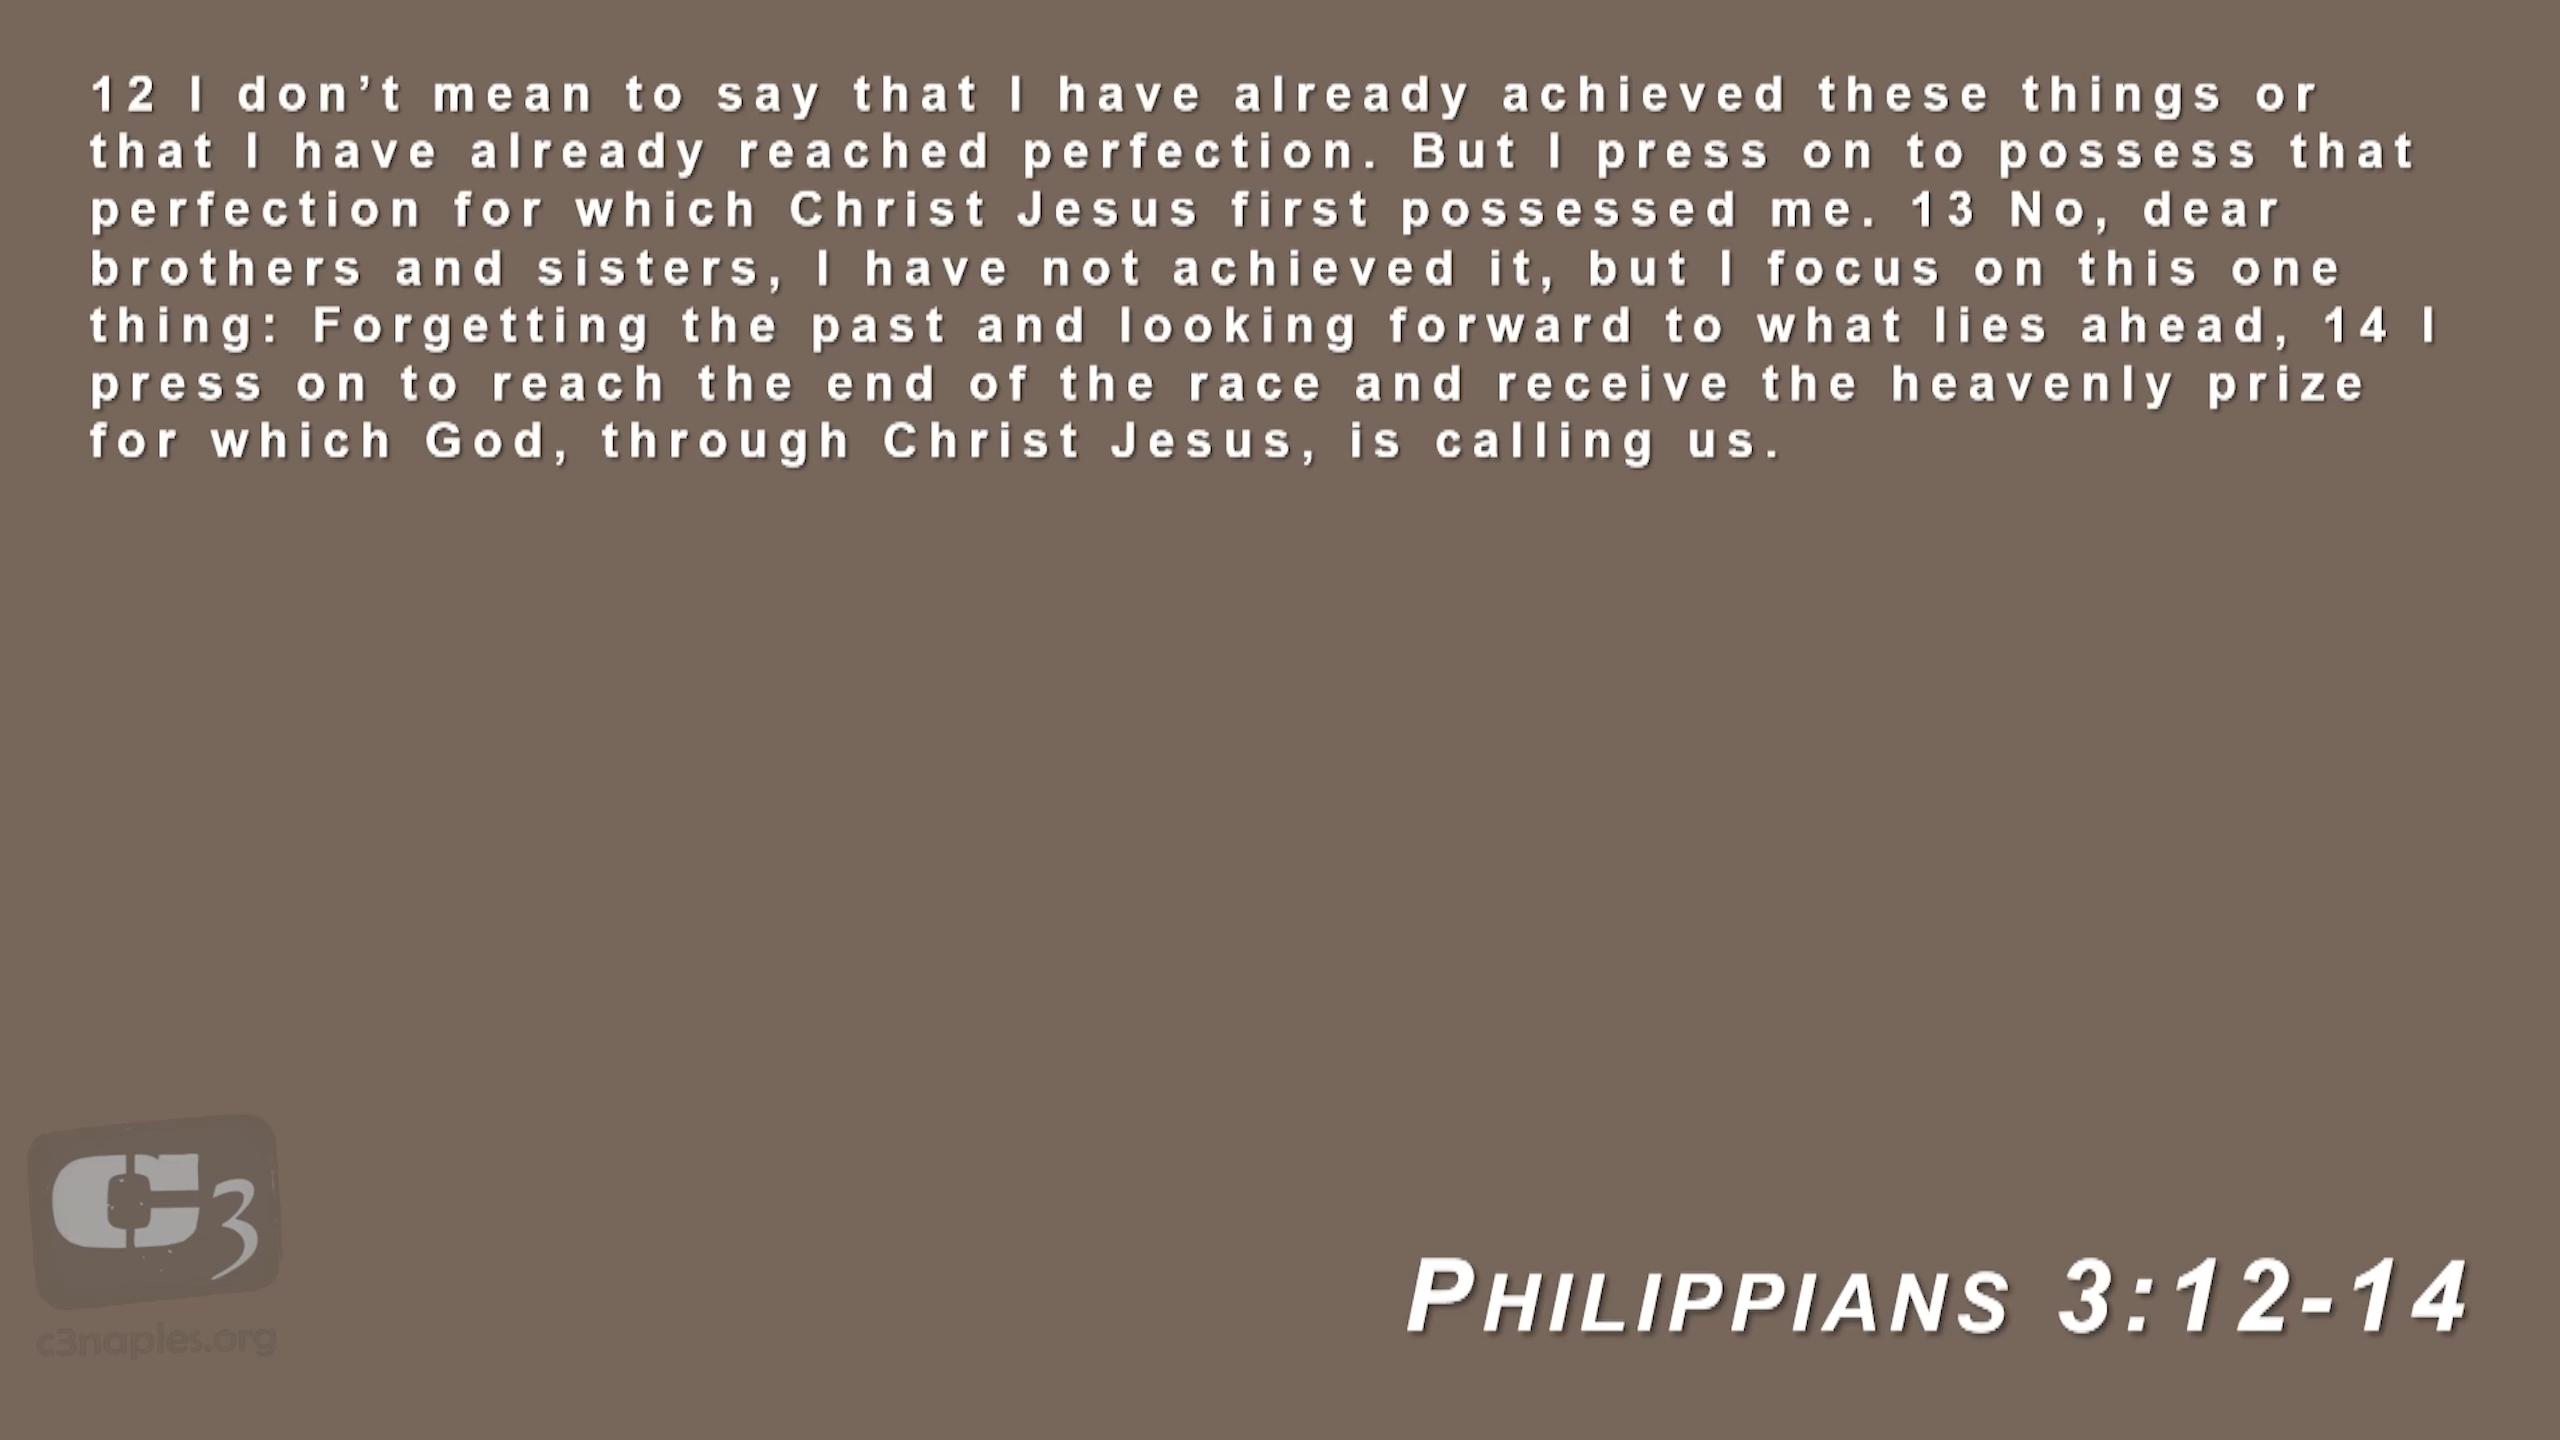 12 I don’t mean to say that I have already achieved these things or
that I have already reached perfection. But I press on to possess that
perfection for which Christ Jesus first possessed me. 13 No, dear
brothers and sisters, I have not achieved it, but I focus on this one
thing: Forgetting the past and looking forward to what lies ahead, 14 I
press on to reach the end of the race and receive the heavenly prize
for which God, through Christ Jesus, is calling us.
C3
c3naples.org
PHILIPPIANS 3:12-14